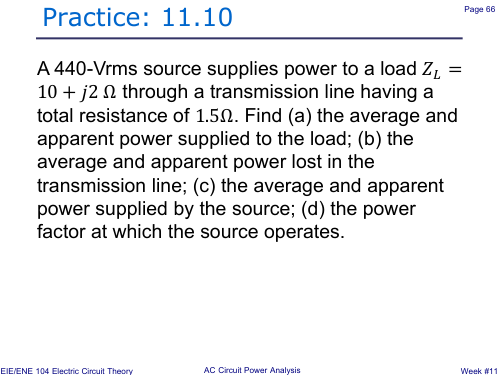 Practice: 11.10
Page 66
A 440-Vrms source supplies power to a load Z_L =
10 + j2 Ω through a transmission line having a
total resistance of 1.5Ω. Find (a) the average and
apparent power supplied to the load; (b) the
average and apparent power lost in the
transmission line; (c) the average and apparent
power supplied by the source; (d) the power
factor at which the source operates.
EIE/ENE 104 Electric Circuit Theory
AC Circuit Power Analysis
Week #11